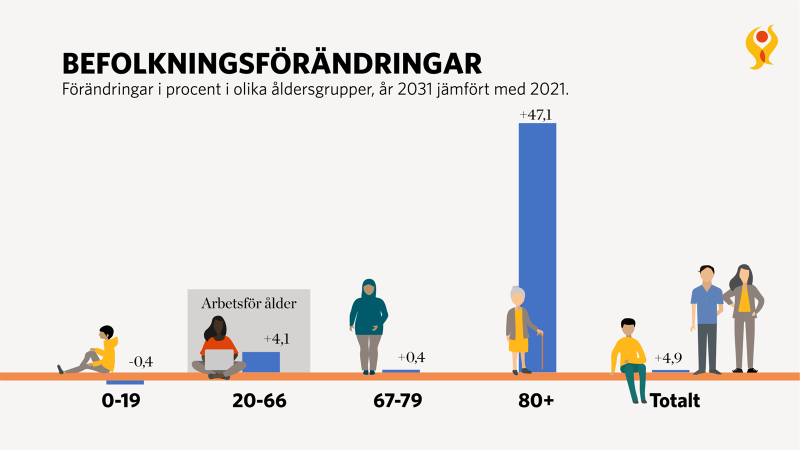 BEFOLKNINGSFÖRÄNDRINGAR
Förändringar i procent i olika åldersgrupper, år 2031 jämfört med 2021.
+47,1
Arbetsför ålder
+4,1
-0,4
+0,4
+4,9
0-19
20-66
67-79
80+
Totalt